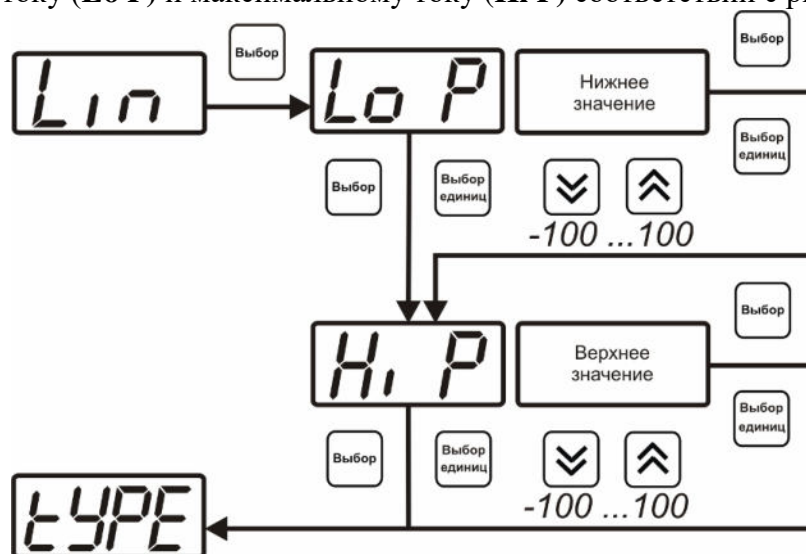 току (Lo P) и максимальному току (Hi P) соответствии с ри
Выбор
Выбор
Lin
Lo P
Нижнее
значение
Выбор
Выбор
единиц
Выбор
единиц
-100 ...100
Выбор
Hi P
Верхнее
значение
Выбор
Выбор
единиц
Выбор
единиц
tYPE
-100 ...100